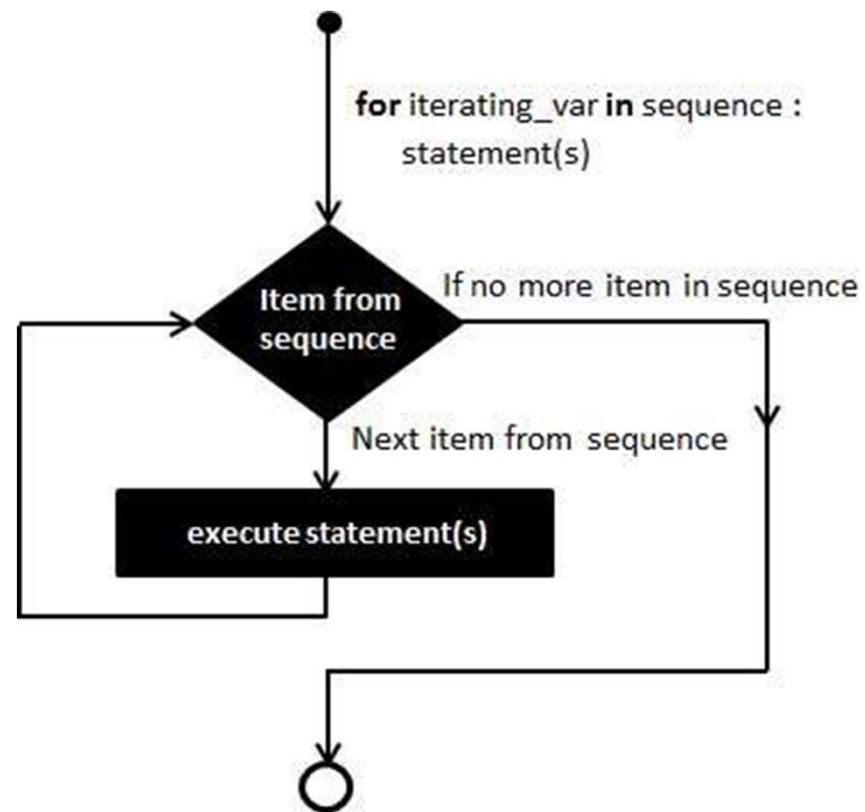 for iterating_var in sequence :
statement(s)
If no more item in sequence
Item from
sequence
Next item from sequence
execute statement(s)